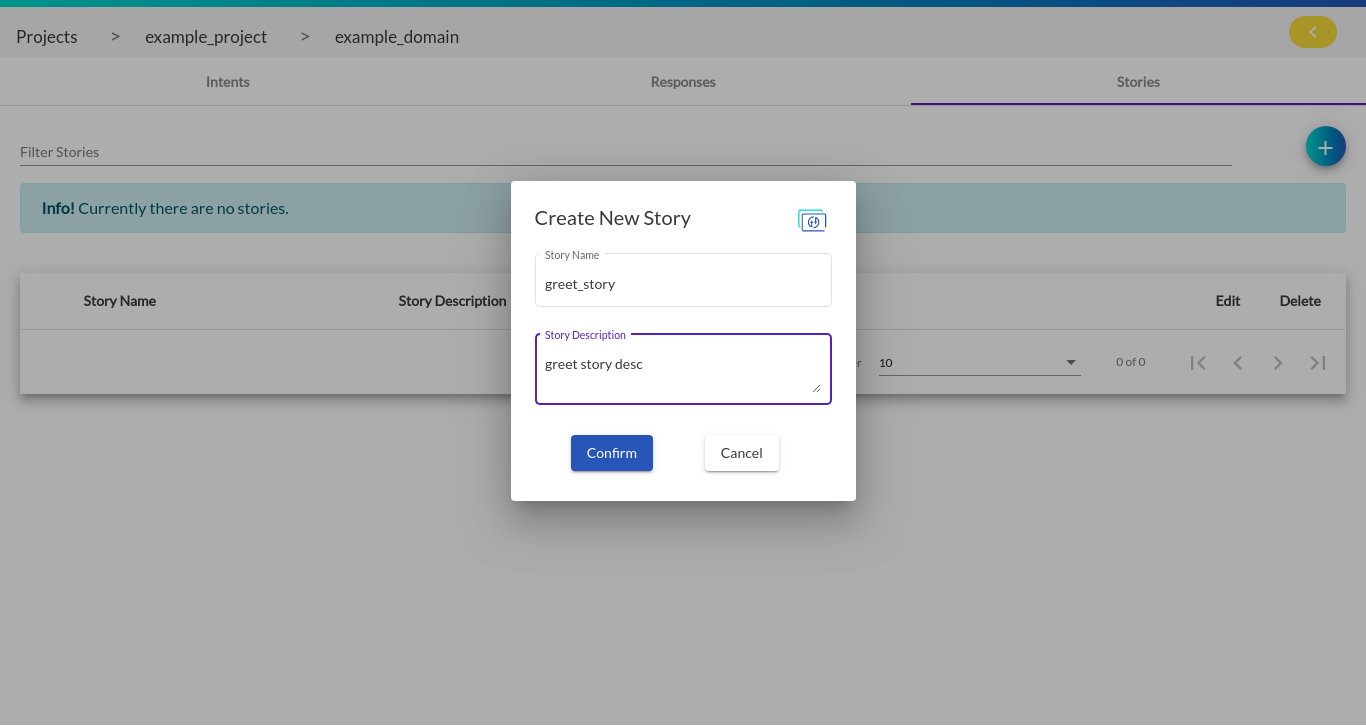 Projects > example_project > example_domain
Intents Responses Stories
Filter Stories
Info! Currently there are no stories.
Create New Story
Story Name
greet_story
Story Description
greet story desc
Confirm Cancel
Story Name Story Description Edit Delete
10 0 of 0